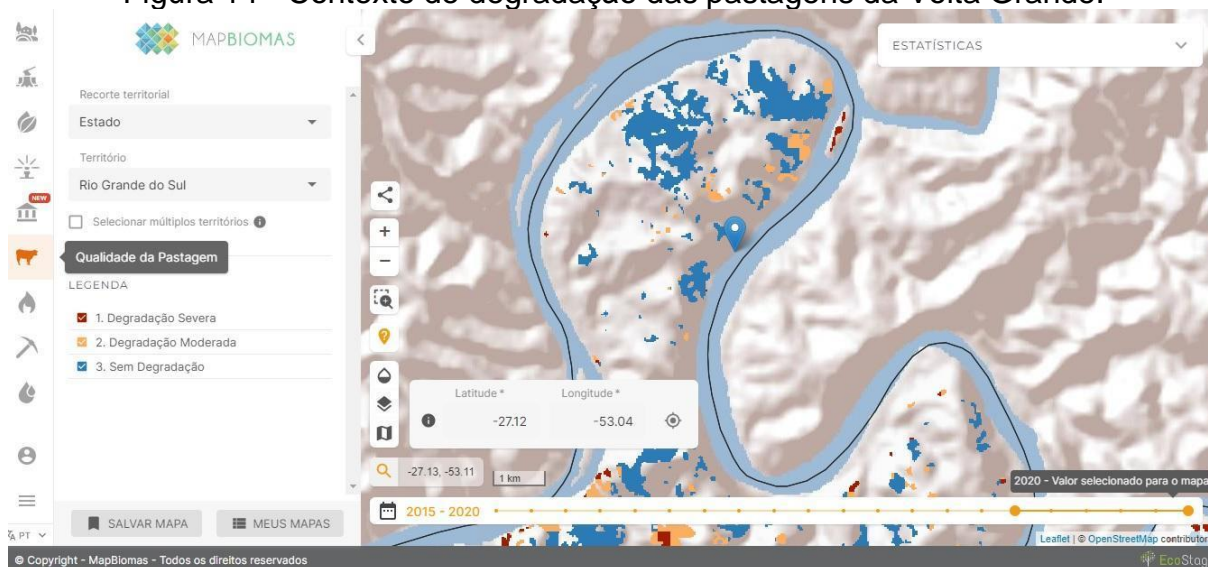 Figura 14 - Contexto de degradação das pastagens da Volta Grande.
MAPBIOMAS
Recorte territorial
Estado
Território
Rio Grande do Sul
NEW
Selecionar múltiplos territórios
Qualidade da Pastagem
LEGENDA
1. Degradação Severa
2. Degradação Moderada
3. Sem Degradação
SALVAR MAPA
MEUS MAPAS
PT
ESTATÍSTICAS
Latitude *
Longitude *
-27.12
-53.04
-27.13, -53.11
1 km
2020 - Valor selecionado para o mapa
2015 - 2020
Leaflet | © OpenStreetMap contributor
© Copyright - MapBiomas - Todos os direitos reservados
EcoStag